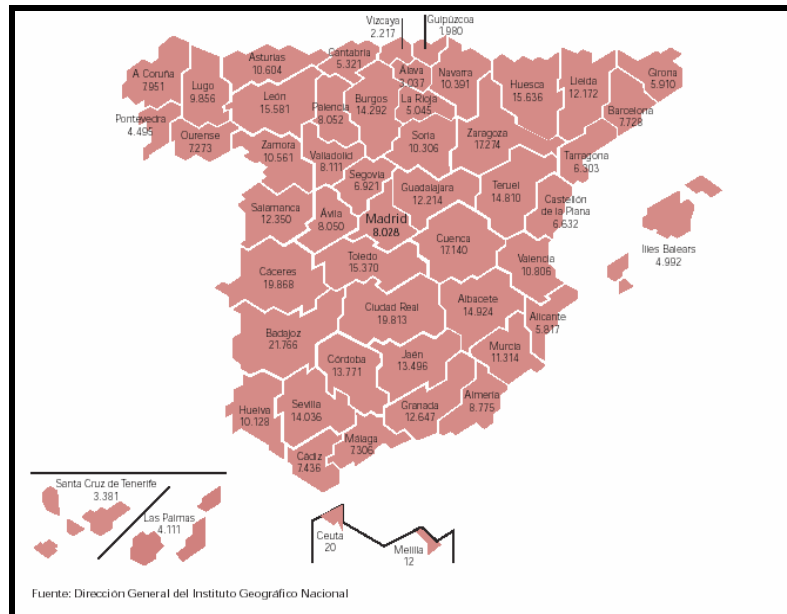 Vizcaya
2.217
Guipúzcoa
1.980
A Coruña
7.951
Lugo
9.856
Asturias
10.604
Cantabria
5.321
Álava
3.037
Navarra
10.391
Huesca
15.636
Lleida
12.172
Girona
5.910
Barcelona
7.728
Pontevedra
4.495
Ourense
7.273
León
15.581
Palencia
8.052
Burgos
14.292
La Rioja
5.045
Zamora
10.561
Valladolid
8.111
Soria
10.306
Zaragoza
17.274
Tarragona
6.303
Segovia
6.921
Guadalajara
12.214
Teruel
14.810
Castellón
de la Plana
6.632
Salamanca
12.350
Ávila
8.050
Madrid
8.028
Cuenca
17.140
Valencia
10.806
Illes Balears
4.992
Cáceres
19.868
Toledo
15.370
Ciudad Real
19.813
Albacete
14.924
Alicante
5.817
Badajoz
21.766
Córdoba
13.771
Jaén
13.496
Murcia
11.314
Huelva
10.128
Sevilla
14.036
Granada
12.647
Almería
8.775
Cádiz
7.436
Málaga
7.306
Santa Cruz de Tenerife
3.381
Las Palmas
4.111
Ceuta
20
Melilla
12
Fuente: Dirección General del Instituto Geográfico Nacional